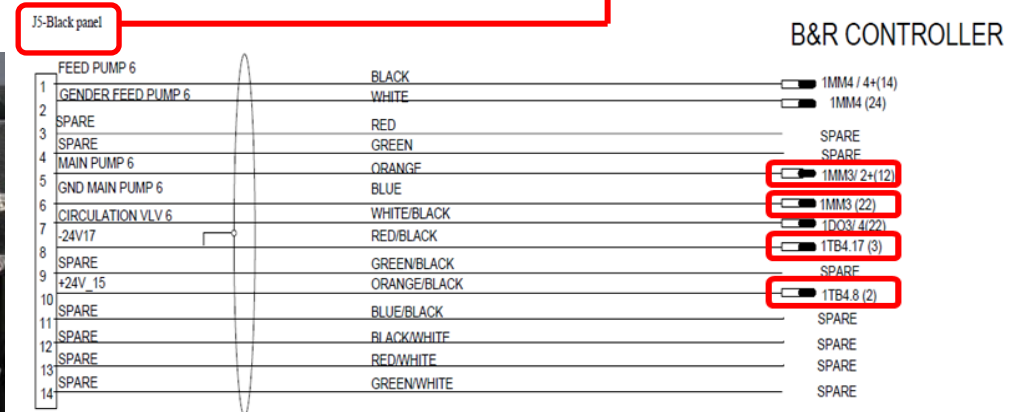 J5-Black panel
B&R CONTROLLER
FEED PUMP 6 BLACK 1MM4 / 4+(14)
1
GENDER FEED PUMP 6 WHITE 1MM4 (24)
2
SPARE RED SPARE
3
SPARE GREEN SPARE
4
MAIN PUMP 6 ORANGE 1MM3/ 2+(12)
5
GND MAIN PUMP 6 BLUE 1MM3 (22)
6
CIRCULATION VLV 6 WHITE/BLACK 1DO3/ 4(22)
7
-24V17 RED/BLACK 1TB4.17 (3)
8
SPARE GREEN/BLACK SPARE
9
+24V_15 ORANGE/BLACK 1TB4.8 (2)
10
SPARE BLUE/BLACK SPARE
11
SPARE BLACK/WHITE SPARE
12
SPARE RED/WHITE SPARE
13
SPARE GREEN/WHITE SPARE
14